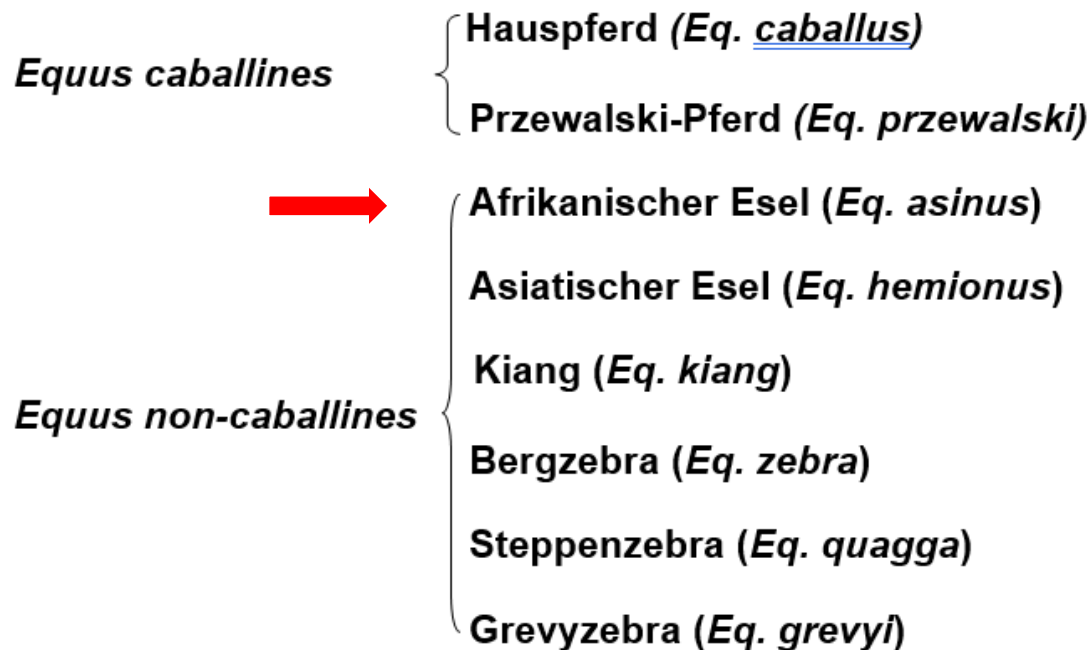 Hauspferd (Eq. caballus)
Equus caballines
Przewalski-Pferd (Eq. przewalski)
Afrikanischer Esel (Eq. asinus)
Asiatischer Esel (Eq. hemionus)
Kiang (Eq. kiang)
Equus non-caballines
Bergzebra (Eq. zebra)
Steppenzebra (Eq. quagga)
Grevyzebra (Eq. grevyi)